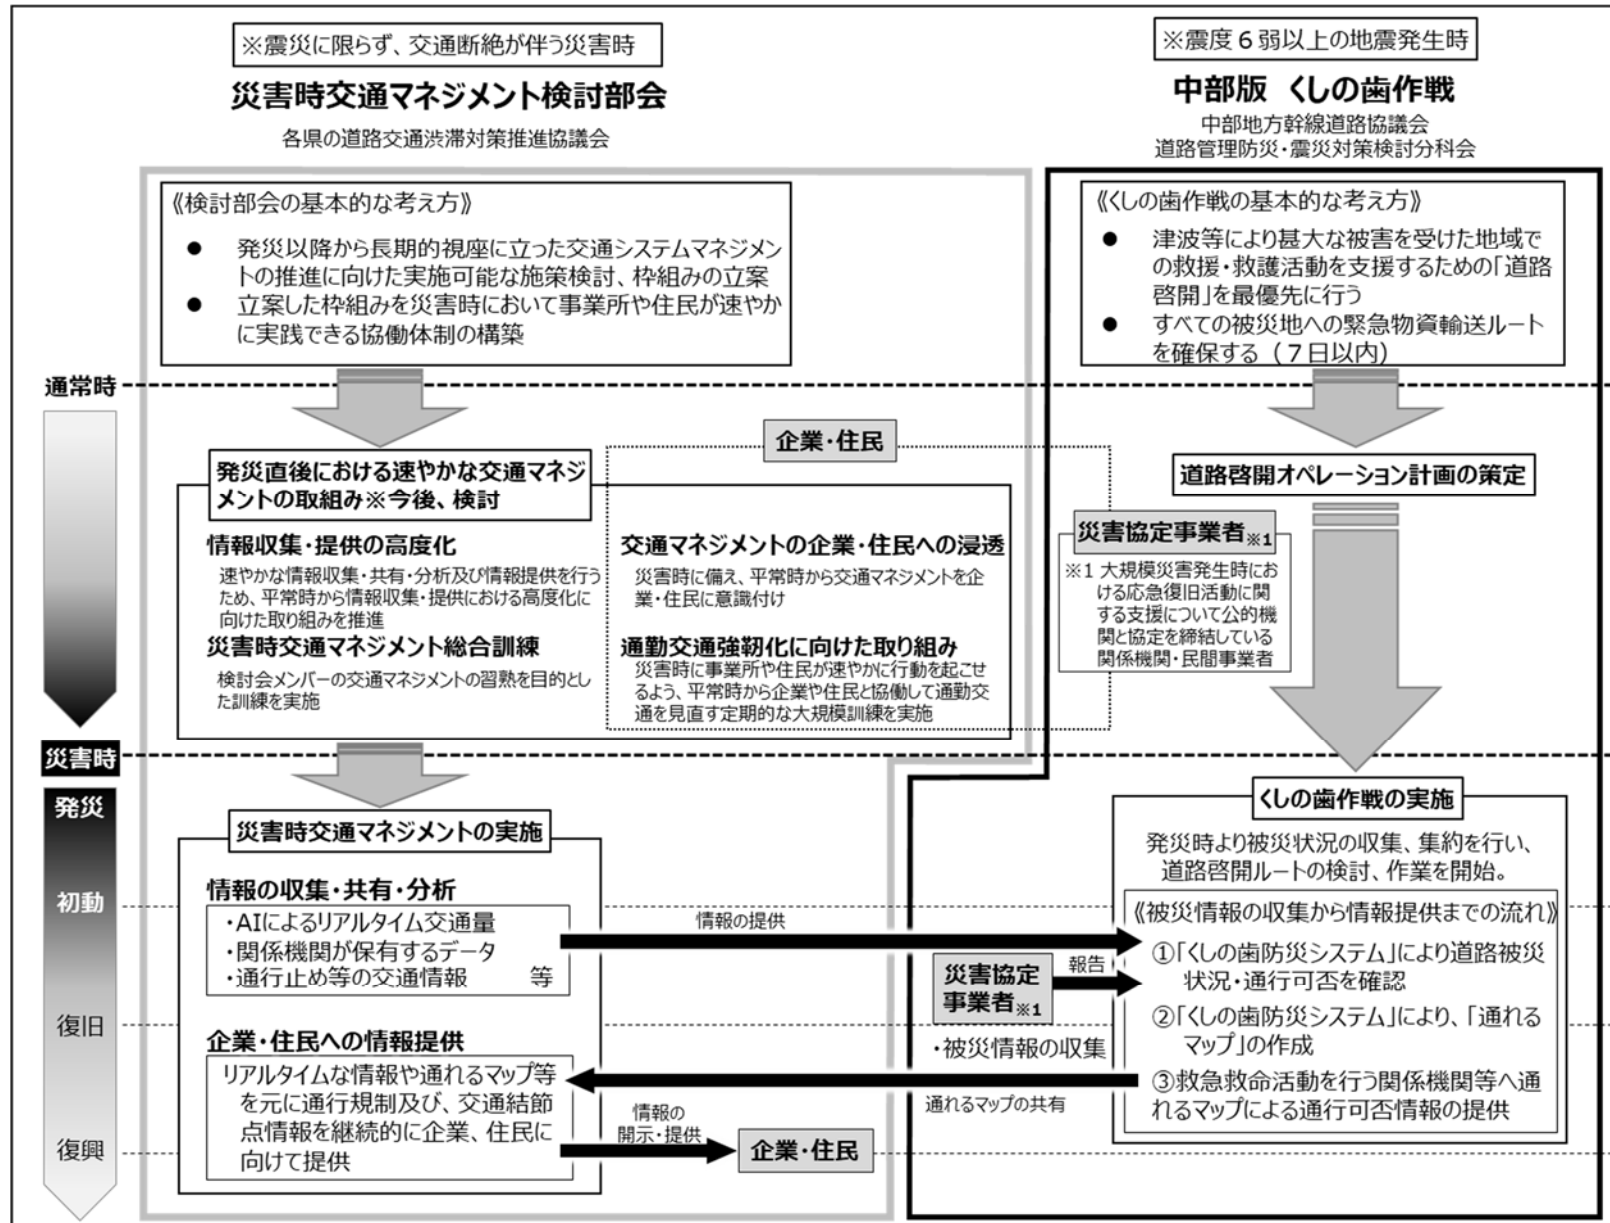 ※震災に限らず、交通断絶が伴う災害時
災害時交通マネジメント検討部会
各県の道路交通渋滞対策推進協議会
※震度６弱以上の地震発生時
中部版　くしの歯作戦
中部地方幹線道路協議会
道路管理防災・震災対策検討分科会
《検討部会の基本的な考え方》
● 発災以降から長期的視座に立った交通システムマネジメン
トの推進に向けた実施可能な施策検討、枠組みの立案
● 立案した枠組みを災害時において事業所や住民が速やか
に実践できる協働体制の構築
《くしの歯作戦の基本的な考え方》
● 津波等により甚大な被害を受けた地域で
の救援・救護活動を支援するための「道路
啓開」を最優先に行う
● すべての被災地への緊急物資輸送ルート
を確保する（７日以内）
通常時
発災直後における速やかな交通マネジ
メントの取組み※今後、検討
情報収集・提供の高度化
速やかな情報収集・共有・分析及び情報提供を行う
ため、平常時から情報収集・提供における高度化に
向けた取り組みを推進
災害時交通マネジメント総合訓練
検討会メンバーの交通マネジメントの習熟を目的とし
た訓練を実施
企業・住民
交通マネジメントの企業・住民への浸透
災害時に備え、平常時から交通マネジメントを企
業・住民に意識付け
通勤交通強靭化に向けた取り組み
災害時に事業所や住民が速やかに行動を起こせ
るよう、平常時から企業や住民と協働して通勤交
通を見直す定期的な大規模訓練を実施
道路啓開オペレーション計画の策定
災害協定事業者※1
※1 大規模災害発生時にお
ける応急復旧活動に関
する支援について公的機
関と協定を締結している
関係機関・民間事業者
災害時
発災
初動
復旧
復興
災害時交通マネジメントの実施
情報の収集・共有・分析
・AIによるリアルタイム交通量
・関係機関が保有するデータ
・通行止め等の交通情報　等
企業・住民への情報提供
リアルタイムな情報や通れるマップ等
を元に通行規制及び、交通結節
点情報を継続的に企業、住民に
向けて提供
情報の提供
災害協定
事業者※1
報告
・被災情報の収集
通れるマップの共有
情報の
開示・提供
企業・住民
くしの歯作戦の実施
発災時より被災状況の収集、集約を行い、
道路啓開ルートの検討、作業を開始。
《被災情報の収集から情報提供までの流れ》
①「くしの歯防災システム」により道路被災
状況・通行可否を確認
②「くしの歯防災システム」により、「通れる
マップ」の作成
③救急救命活動を行う関係機関等へ通
れるマップによる通行可否情報の提供